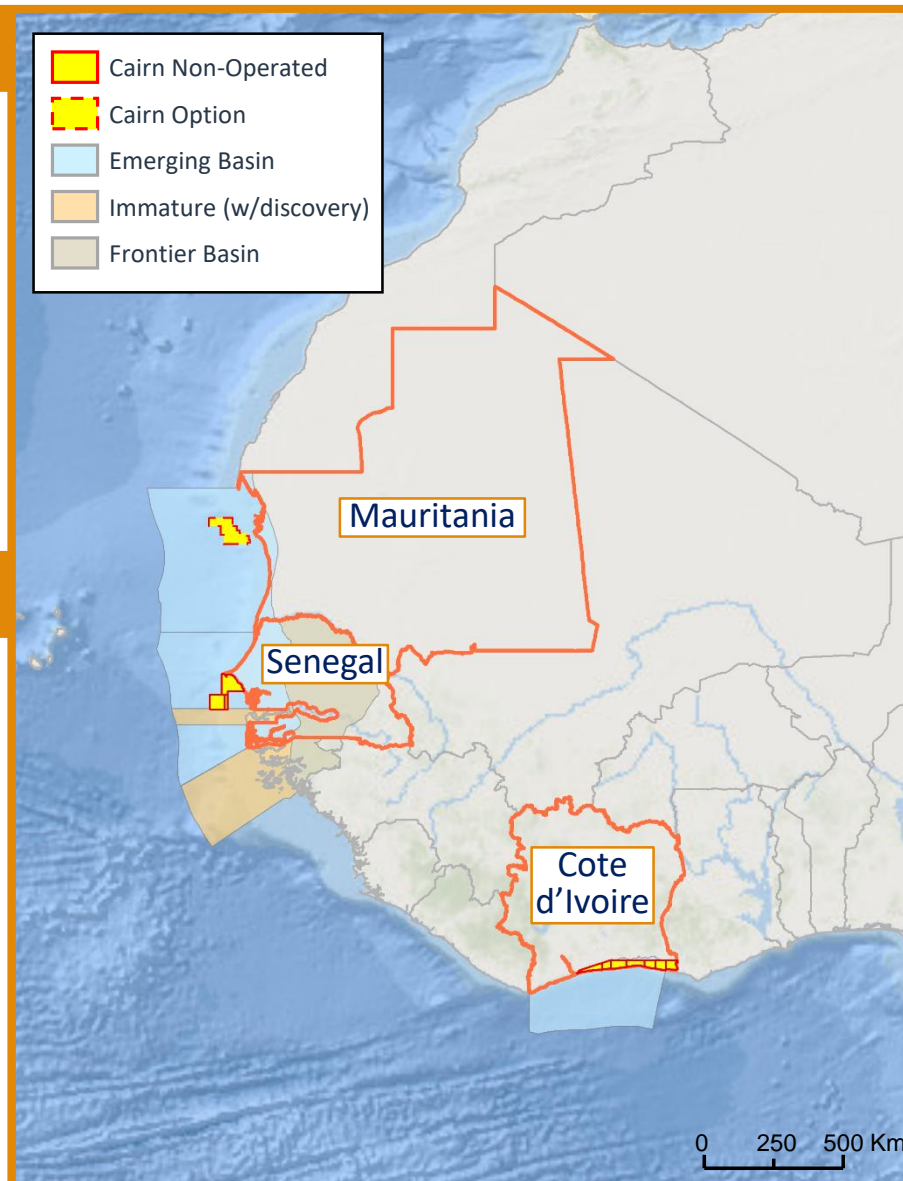 Cairn Non-Operated
Cairn Option
Emerging Basin
Immature (w/discovery)
Frontier Basin
Mauritania
Senegal
Cote
d’Ivoire
0 250 500 Km